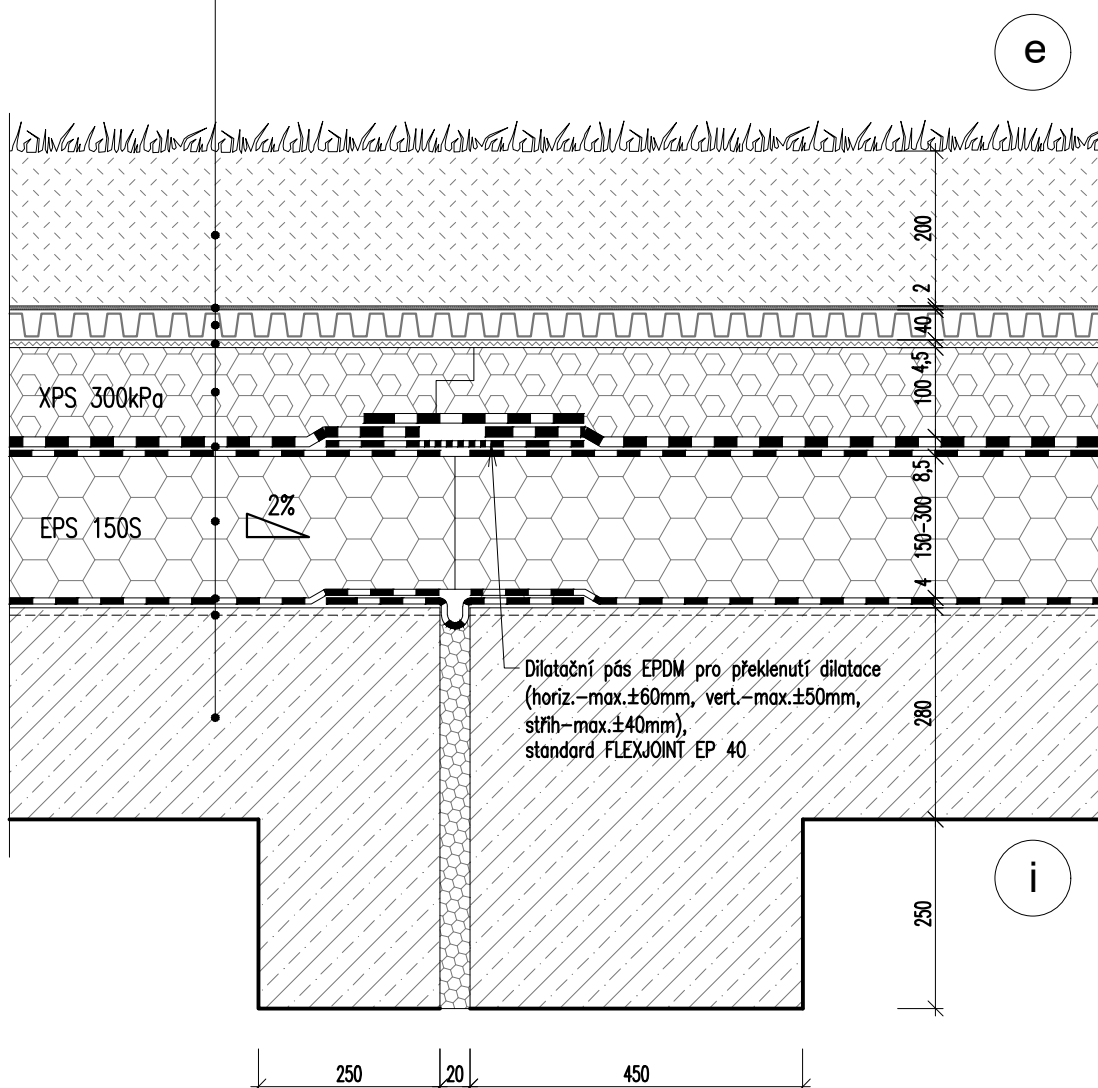 e
200
2
40
4,5
XPS 300kPa
100
8,5
2%
EPS 150S
150-300
4
Dilatační pás EPDM pro překlenutí dilatace
(horiz.-max.±60mm, vert.-max.±50mm,
střih-max.±40mm),
standard FLEXJOINT EP 40
280
i
250
250
20
450